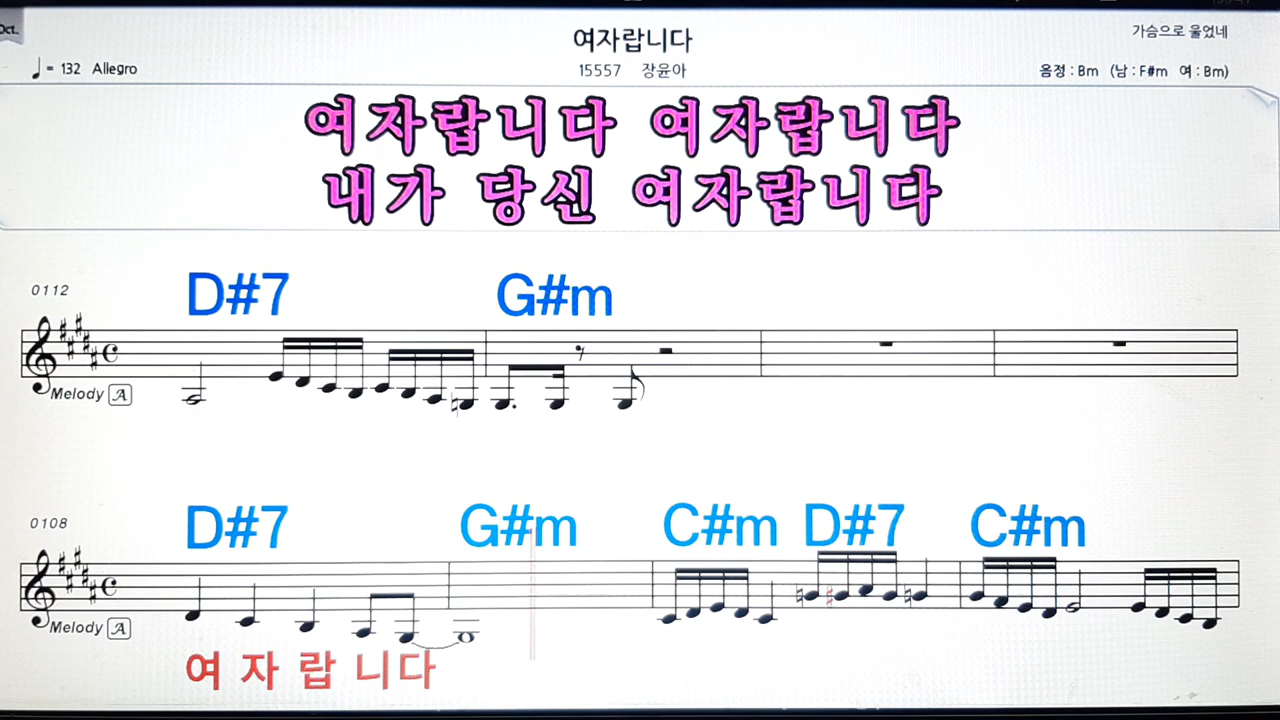 Oct.
여자랍니다
가슴으로 울었네
♩= 132 Allegro
15557 장윤아
음정 : Bm (남 : F#m 여 : Bm)
여자랍니다 여자랍니다
내가 당신 여자랍니다
0112
D#7 G#m
Melody A
0108
D#7 G#m C#m D#7 C#m
Melody A
여 자 랍 니다